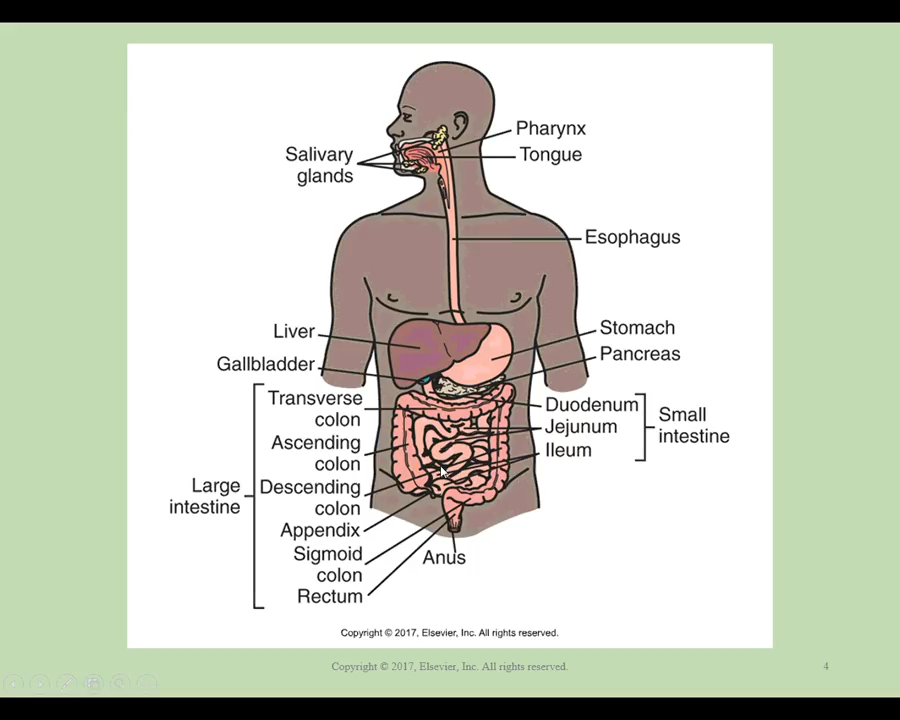 Pharynx
Tongue
Salivary
glands
Esophagus
Liver
Gallbladder
Stomach
Pancreas
Transverse
colon
Ascending
colon
Descending
colon
Appendix
Sigmoid
colon
Rectum
Large
intestine
Duodenum
Jejunum
Ileum
Small
intestine
Anus
Copyright © 2017, Elsevier, Inc. All rights reserved.
Copyright © 2017, Elsevier, Inc. All rights reserved.
4